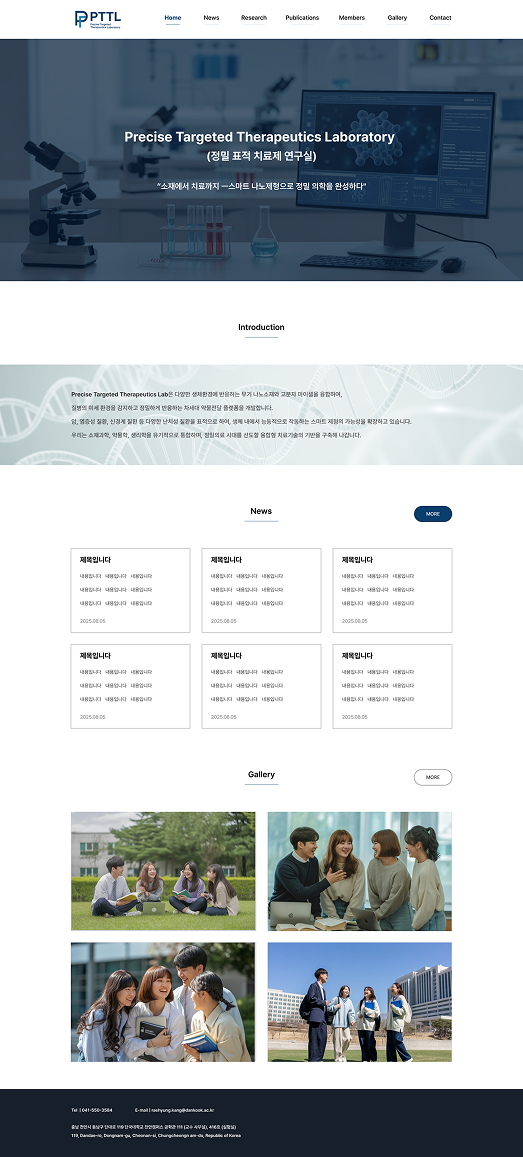 PTTL
Precise Targeted
Therapeutics Laboratory
Home News Research Publications Members Gallery Contact
Precise Targeted Therapeutics Laboratory
(정밀 표적 치료제 연구실)
"소재에서 치료까지 —스마트 나노제형으로 정밀 의학을 완성하다"
Introduction
Precise Targeted Therapeutics Lab은 다양한 생체환경에 반응하는 무기 나노소재와 고분자 마이셀을 융합하여,
질병의 미세 환경을 감지하고 정밀하게 반응하는 차세대 약물전달 플랫폼을 개발합니다.
암, 염증성 질환, 신경계 질환 등 다양한 난치성 질환을 표적으로 하며, 생체 내에서 능동적으로 작동하는 스마트 제형의 가능성을 확장하고 있습니다.
우리는 소재과학, 약물학, 생리학을 유기적으로 통합하며, 정밀의료 시대를 선도할 융합형 치료기술의 기반을 구축해 나갑니다.
News
MORE
제목입니다 제목입니다 제목입니다
내용입니다 내용입니다 내용입니다 내용입니다 내용입니다 내용입니다 내용입니다 내용입니다 내용입니다
내용입니다 내용입니다 내용입니다 내용입니다 내용입니다 내용입니다 내용입니다 내용입니다 내용입니다
내용입니다 내용입니다 내용입니다 내용입니다 내용입니다 내용입니다 내용입니다 내용입니다 내용입니다
2025.08.05 2025.08.05 2025.08.05
제목입니다 제목입니다 제목입니다
내용입니다 내용입니다 내용입니다 내용입니다 내용입니다 내용입니다 내용입니다 내용입니다 내용입니다
내용입니다 내용입니다 내용입니다 내용입니다 내용입니다 내용입니다 내용입니다 내용입니다 내용입니다
내용입니다 내용입니다 내용입니다 내용입니다 내용입니다 내용입니다 내용입니다 내용입니다 내용입니다
2025.08.05 2025.08.05 2025.08.05
Gallery
MORE
Tel | 041-550-3564 E-mail | raehyung.kang@dankook.ac.kr
충남 천안시 동남구 단대로 119 단국대학교 천안캠퍼스 공학관 111 (교수 사무실), 416호 (실험실)
119, Dandae-ro, Dongnam-gu, Cheonan-si, Chungcheongn am-do, Republic of Korea